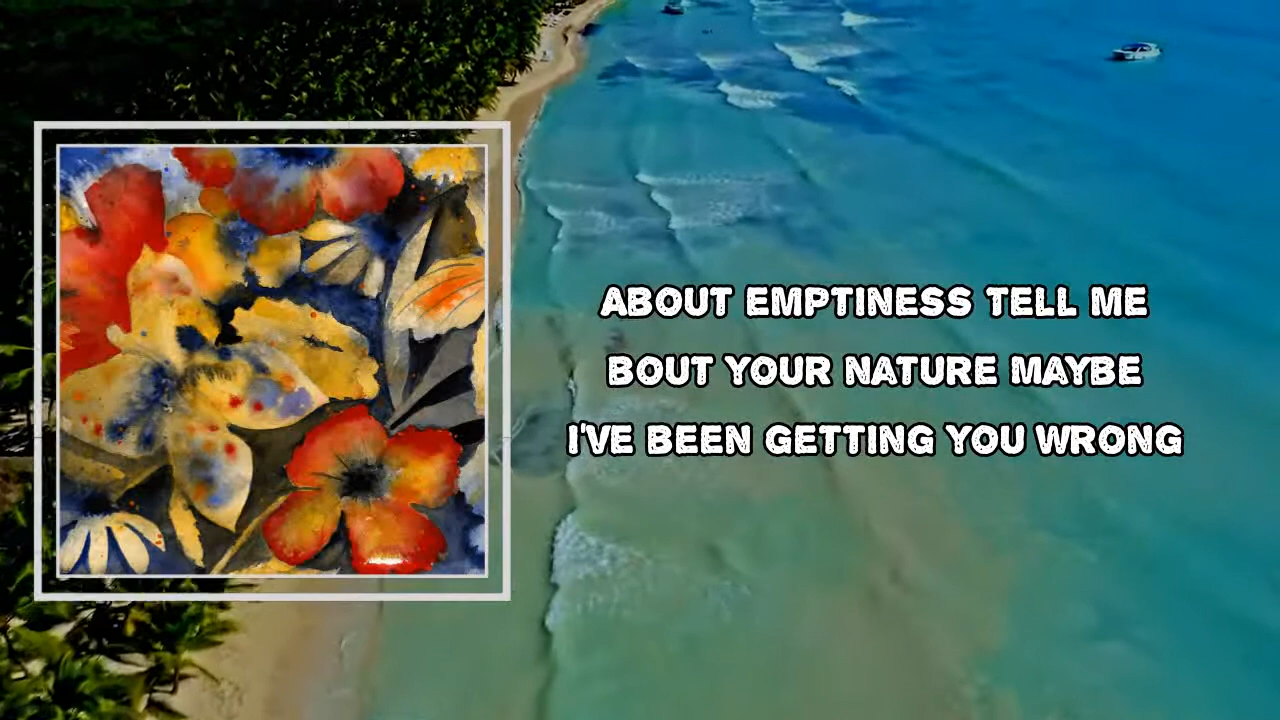 ABOUT EMPTINESS TELL ME
BOUT YOUR NATURE MAYBE
I'VE BEEN GETTING YOU WRONG